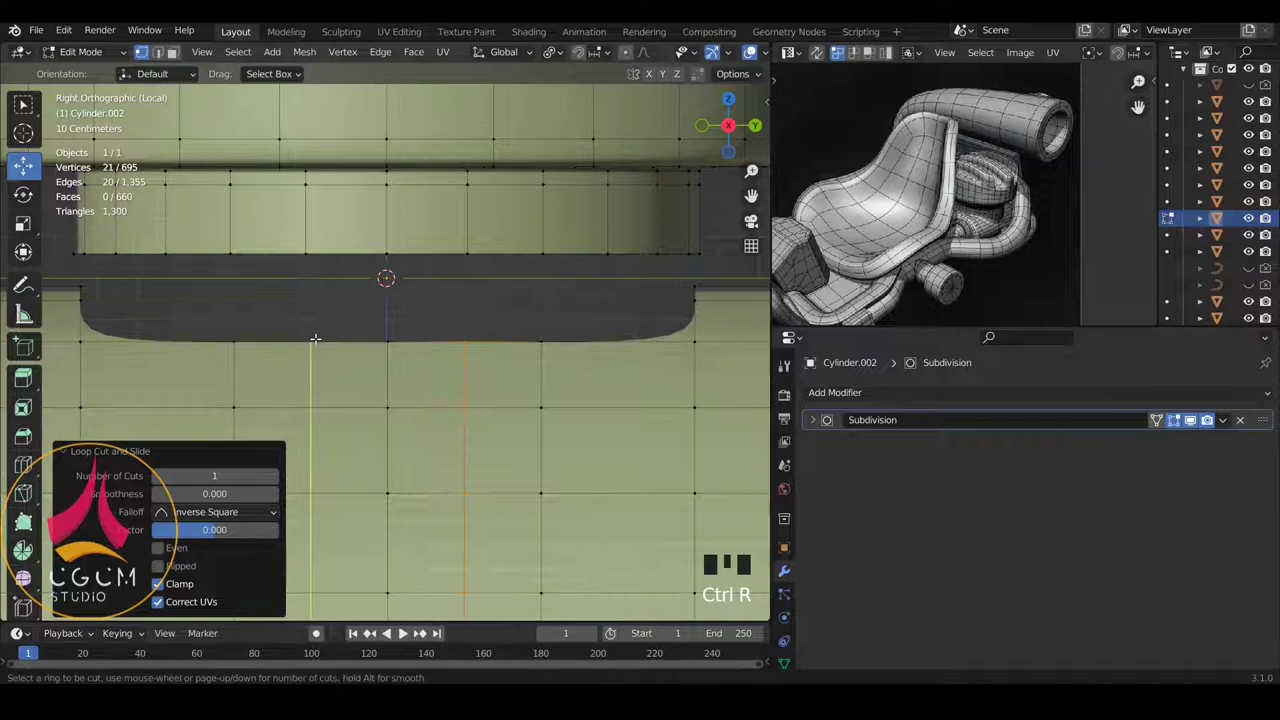 File Edit Render Window Help Layout Modeling Sculpting UV Editing Texture Paint Shading Animation Rendering Compositing Geometry Nodes Scripting Scene ViewLayer
Edit Mode View Select Add Mesh Vertex Edge Face UV Global View Select Image UV
Orientation: Default Drag: Select Box X Y Z Options
Right Orthographic (Local)
(1) Cylinder.002
10 Centimeters
Objects 1 / 1
Vertices 21 / 695
Edges 20 / 1,355
Faces 0 / 660
Triangles 1,300
Z
X
Y
Co
Cylinder.002 Subdivision
Add Modifier
Subdivision
Loop Cut and Slide
Number of Cuts 1
Smoothness 0.000
Falloff Inverse Square
Factor 0.000
Even
Flipped
Clamp
Correct UVs
CGCM
STUDIO
Ctrl R
Playback Keying View Marker 1 Start 1 End 250
1 20 40 60 80 100 120 140 160 180 200 220 240
Select a ring to be cut, use mouse-wheel or page-up/down for number of cuts, hold Alt for smooth 3.1.0